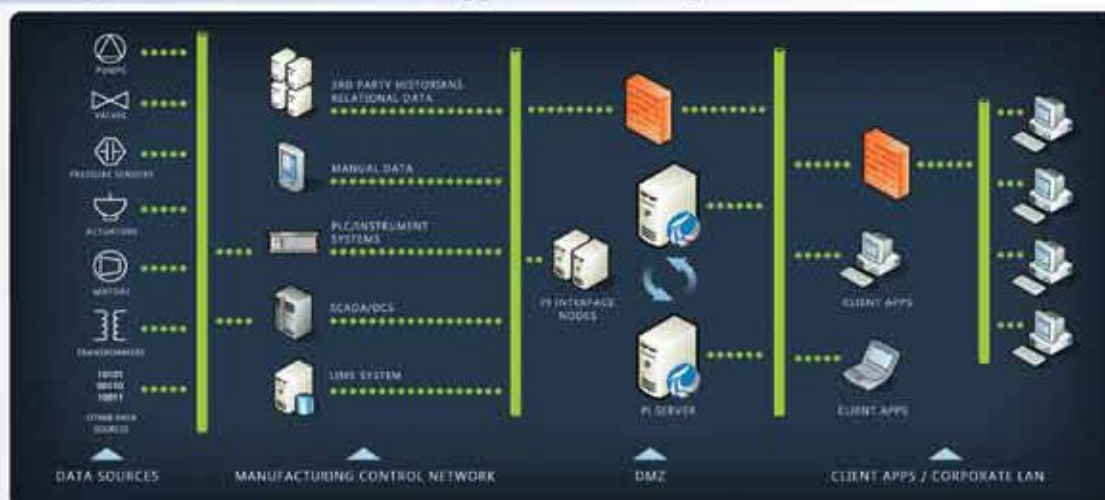 PUMPS
VALVES
PRESSURE SENSORS
ACTUATORS
MOTORS
TRANSFORMERS
10101
00110
10011
OTHER DATA
SOURCES
DATA SOURCES
3RD PARTY HISTORIANS
RELATIONAL DATA
MANUAL DATA
PLC/INSTRUMENT
SYSTEMS
SCADA/DCS
LIMS SYSTEM
MANUFACTURING CONTROL NETWORK
PI INTERFACE
NODES
PI SERVER
DMZ
CLIENT APPS
CLIENT APPS
CLIENT APPS / CORPORATE LAN